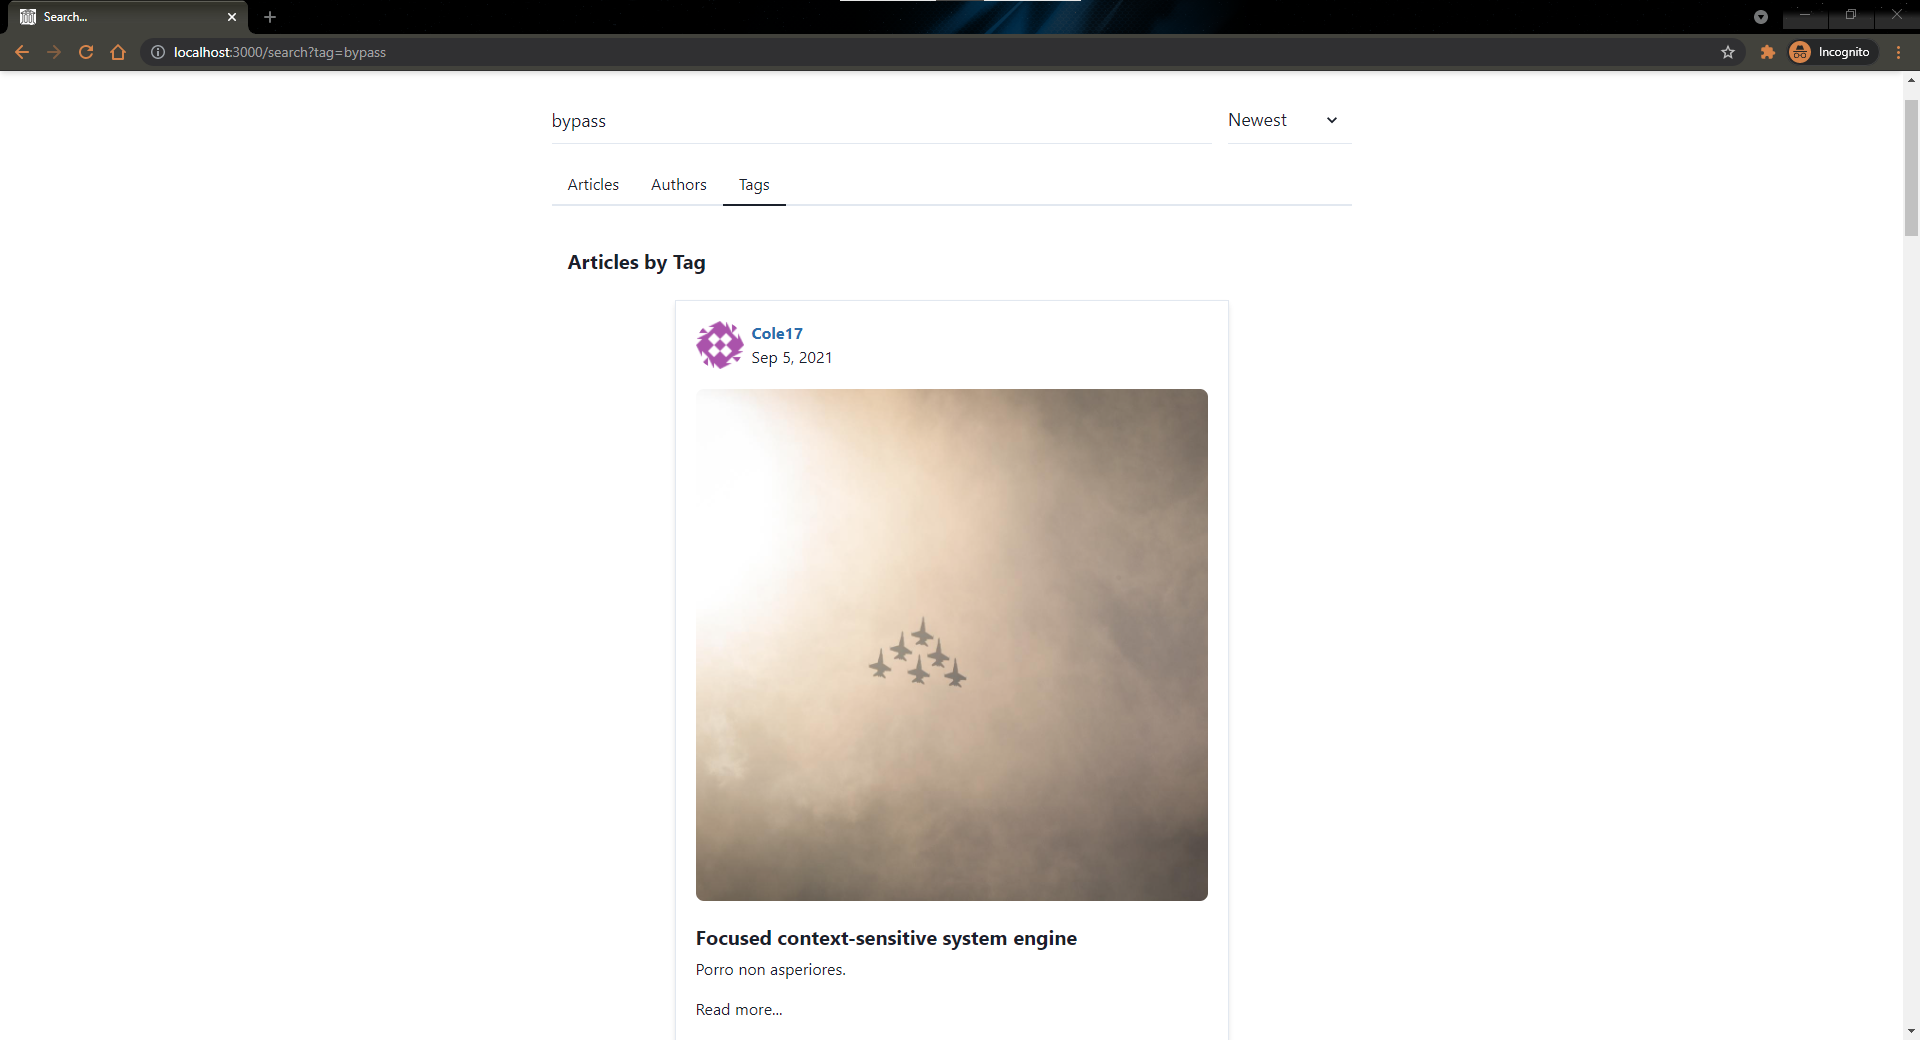 Search...
localhost:3000/search?tag=bypass
Incognito
bypass
Newest
Articles Authors Tags
Articles by Tag
Cole17
Sep 5, 2021
Focused context-sensitive system engine
Porro non asperiores.
Read more...